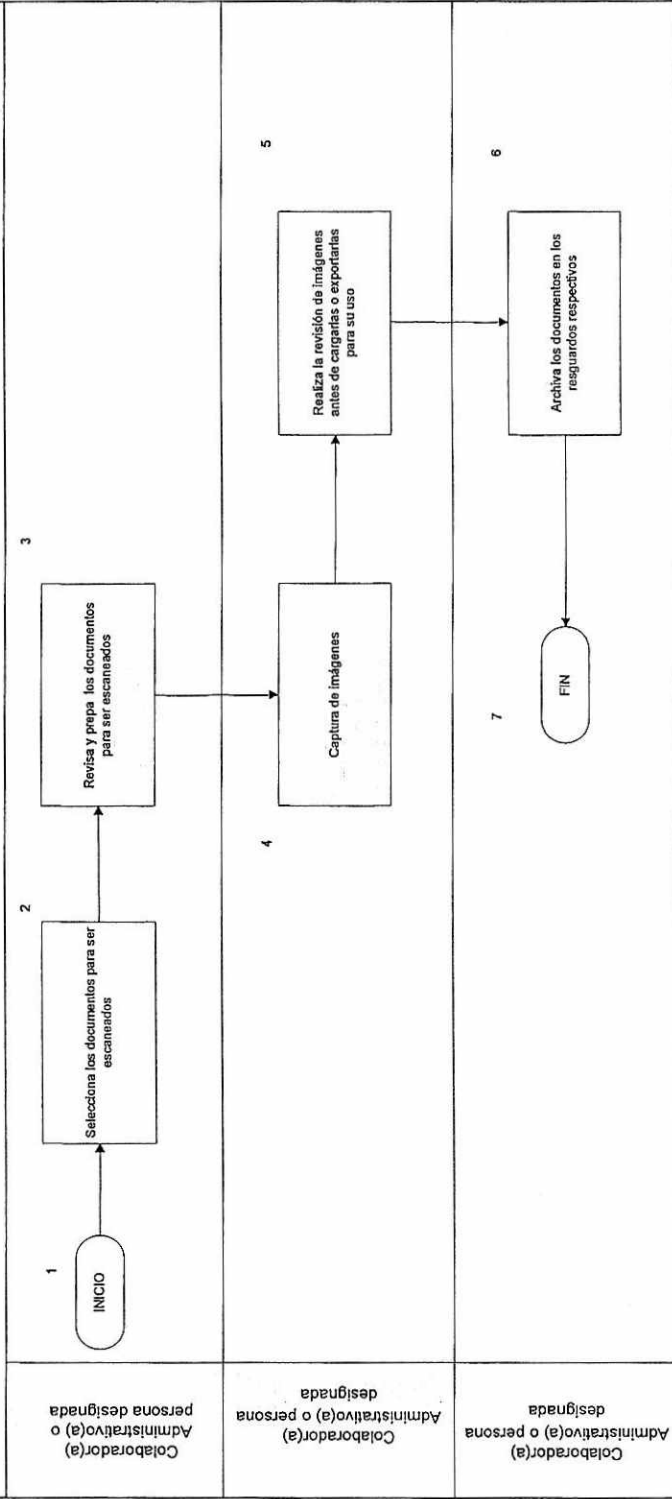 Colaborador(a)
Administrativo(a) o
persona designada
1
INICIO
2
Selecciona los documentos para ser
escaneados
3
Revisa y prepa los documentos
para ser escaneados
Colaborador(a)
Administrativo(a) o persona
designada
4
Captura de imágenes
5
Realiza la revisión de imágenes
antes de cargarlas o exportarlas
para su uso
Colaborador(a)
Administrativo(a) o persona
designada
6
Archiva los documentos en los
resguardos respectivos
7
FIN